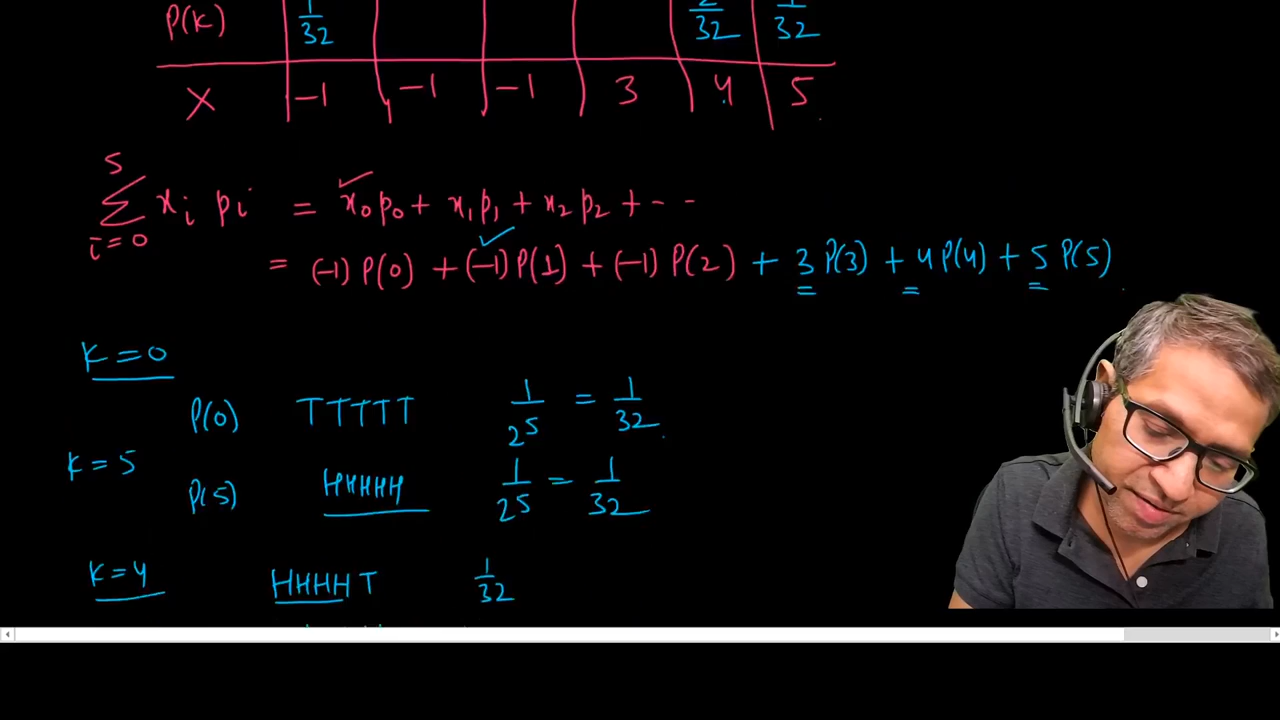 P(K) 1/32 2/32 1/32
X -1 -1 -1 3 4 5
5
∑ xi pi = x0p0 + x1p1 + x2p2 + - -
i=0
= (-1) P(0) + (-1) P(1) + (-1) P(2) + 3 P(3) + 4 P(4) + 5 P(5)
K=0
P(0) TTTTT 1/2^5 = 1/32
K=5
P(5) HHHHH 1/2^5 = 1/32
K=4 HHHHT 1/32